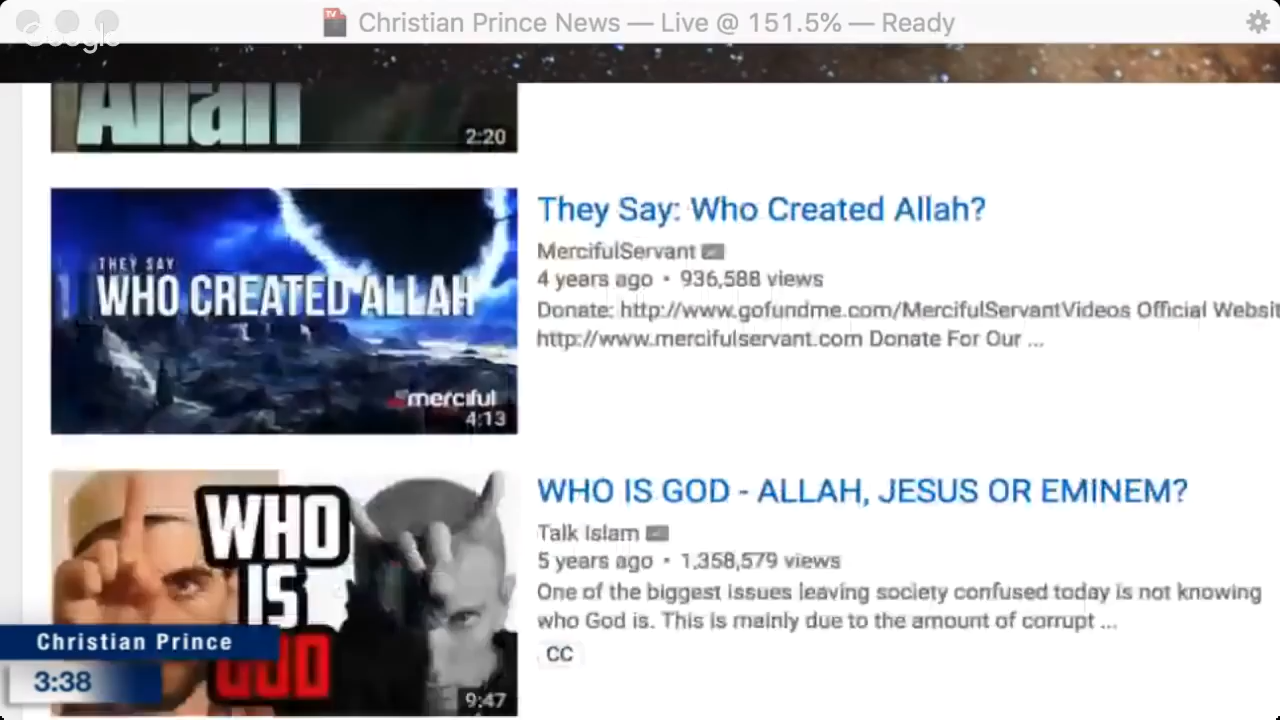 Christian Prince News — Live @ 151.5% — Ready
Google
Allah
2:20
They Say: Who Created Allah?
MercifulServant
4 years ago • 936,588 views
Donate: http://www.gofundme.com/MercifulServantVideos Official Websit
http://www.mercifulservant.com Donate For Our ...
THEY SAY
WHO CREATED ALLAH
merciful
4:13
WHO IS GOD - ALLAH, JESUS OR EMINEM?
Talk Islam
5 years ago • 1,358,579 views
One of the biggest issues leaving society confused today is not knowing
who God is. This is mainly due to the amount of corrupt ...
CC
WHO
IS
GOD
9:47
Christian Prince
3:38